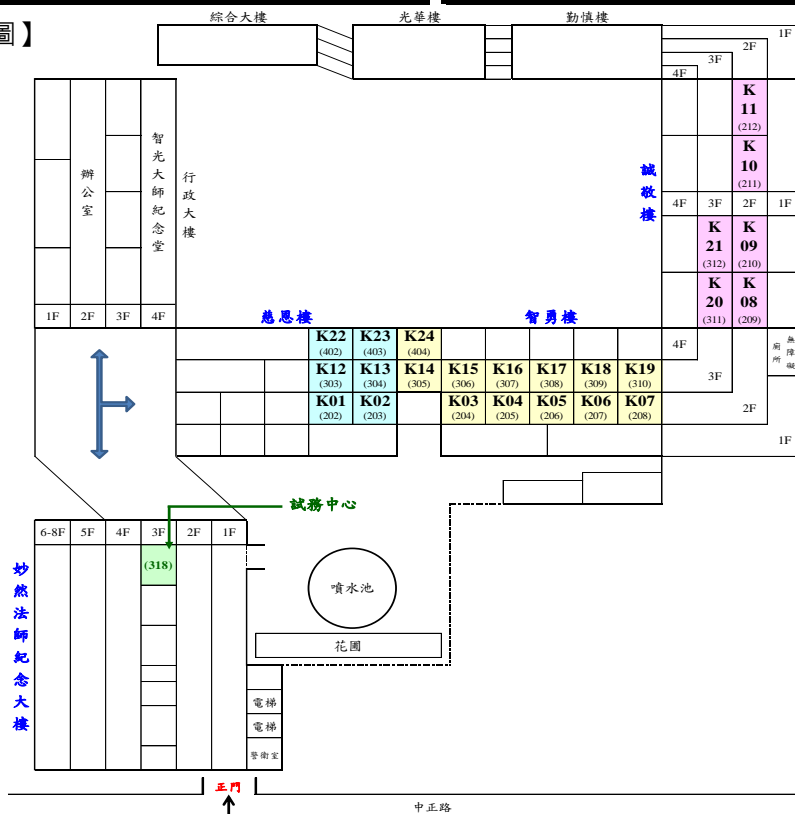 圖】
綜合大樓
光華樓
勤慎樓
1F
2F
3F
4F
K
11
(212)
K
10
(211)
誠敬樓
4F 3F 2F 1F
K
21
(312)
K
09
(210)
K
20
(311)
K
08
(209)
辦公室
智光大師紀念堂
行政大樓
1F 2F 3F 4F
慈恩樓
智勇樓
K22 K23 K24
(402) (403) (404)
K12 K13 K14 K15 K16 K17 K18 K19
(303) (304) (305) (306) (307) (308) (309) (310)
K01 K02 K03 K04 K05 K06 K07
(202) (203) (204) (205) (206) (207) (208)
4F
3F
2F
1F
無障礙
廁所
試務中心
6-8F 5F 4F 3F 2F 1F
(318)
妙然法師紀念大樓
噴水池
花圃
電梯
電梯
警衛室
正門
中正路